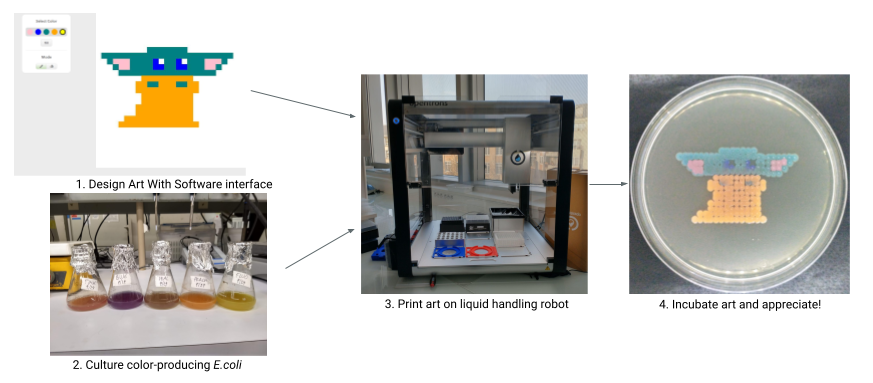 Select Color
Mode
1. Design Art With Software interface
2. Culture color-producing E.coli
3. Print art on liquid handling robot
4. Incubate art and appreciate!